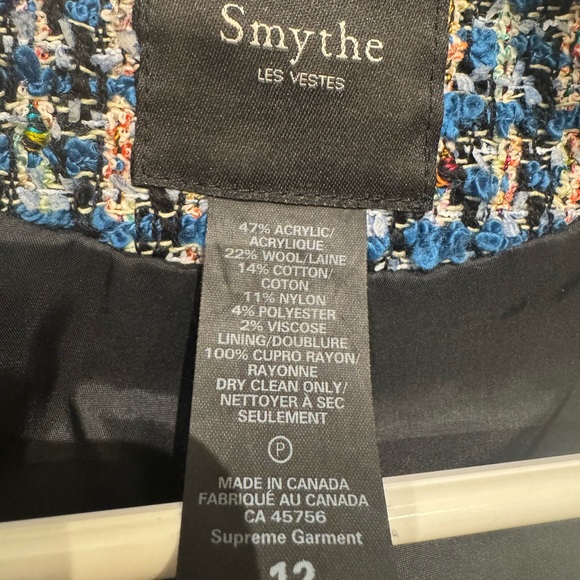 Smythe
LES VESTES
47% ACRYLIC/
ACRYLIQUE
22% WOOL/LAINE
14% COTTON/
COTON
11% NYLON
4% POLYESTER
2% VISCOSE
LINING/DOUBLURE
100% CUPRO RAYON/
RAYONNE
DRY CLEAN ONLY/
NETTOYER À SEC
SEULEMENT
P
MADE IN CANADA
FABRIQUÉ AU CANADA
CA 45756
Supreme Garment
12